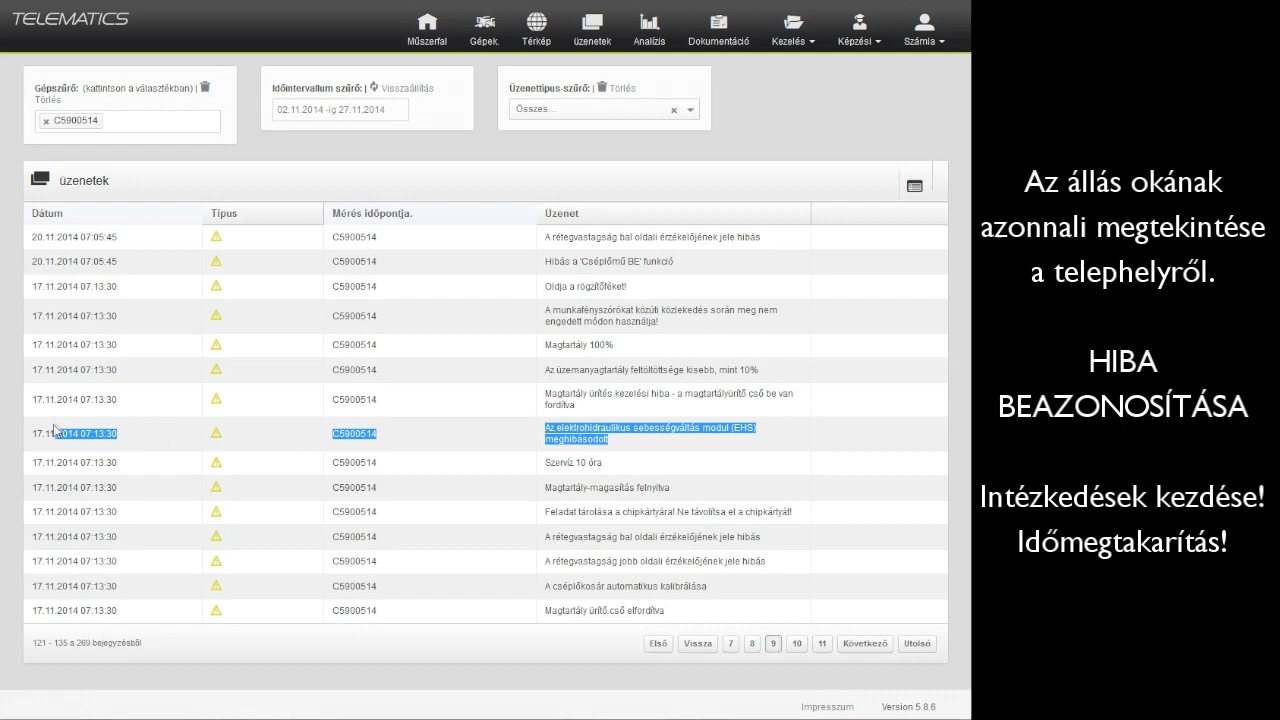 TELEMATICS
Műszerfal
Gépek.
Térkép
üzenetek
Analízis
Dokumentáció
Kezelés
Képzési
Számla
Gépszűrő: (kattintson a választékban) |
Törlés
× C5900514
Időintervallum szűrő: | Visszaállítás
02.11.2014 -ig 27.11.2014
Üzenettipus-szűrő: | Törlés
Összes... ×
üzenetek
Dátum Típus Mérés időpontja. Üzenet
20.11.2014 07:05:45 C5900514 A rétegvastagság bal oldali érzékelőjének jele hibás
20.11.2014 07:05:45 C5900514 Hibás a 'Cséplőmű BE' funkció
17.11.2014 07:13:30 C5900514 Oldja a rögzítőféket!
17.11.2014 07:13:30 C5900514 A munkafényszórókat közúti közlekedés során meg nem
engedett módon használja!
17.11.2014 07:13:30 C5900514 Magtartály 100%
17.11.2014 07:13:30 C5900514 Az üzemanyagtartály feltöltöttsége kisebb, mint 10%
17.11.2014 07:13:30 C5900514 Magtartály ürítés kezelési hiba - a magtartályürítő cső be van
fordítva
17.11.2014 07:13:30 C5900514 Az elektrohidraulikus sebességváltás modul (EHS)
meghibásodott
17.11.2014 07:13:30 C5900514 Szervíz 10 óra
17.11.2014 07:13:30 C5900514 Magtartály-magasítás felnyitva
17.11.2014 07:13:30 C5900514 Feladat tárolása a chipkártyára! Ne távolítsa el a chipkártyát!
17.11.2014 07:13:30 C5900514 A rétegvastagság bal oldali érzékelőjének jele hibás
17.11.2014 07:13:30 C5900514 A rétegvastagság jobb oldali érzékelőjének jele hibás
17.11.2014 07:13:30 C5900514 A cséplőkosár automatikus kalibrálása
17.11.2014 07:13:30 C5900514 Magtartály ürítő cső elfordítva
121 - 135 a 269 bejegyzésből
Első Vissza 7 8 9 10 11 Következő Utolsó
Impresszum Version 5.8.6
Az állás okának
azonnali megtekintése
a telephelyről.
HIBA
BEAZONOSÍTÁSA
Intézkedések kezdése!
Időmegtakarítás!